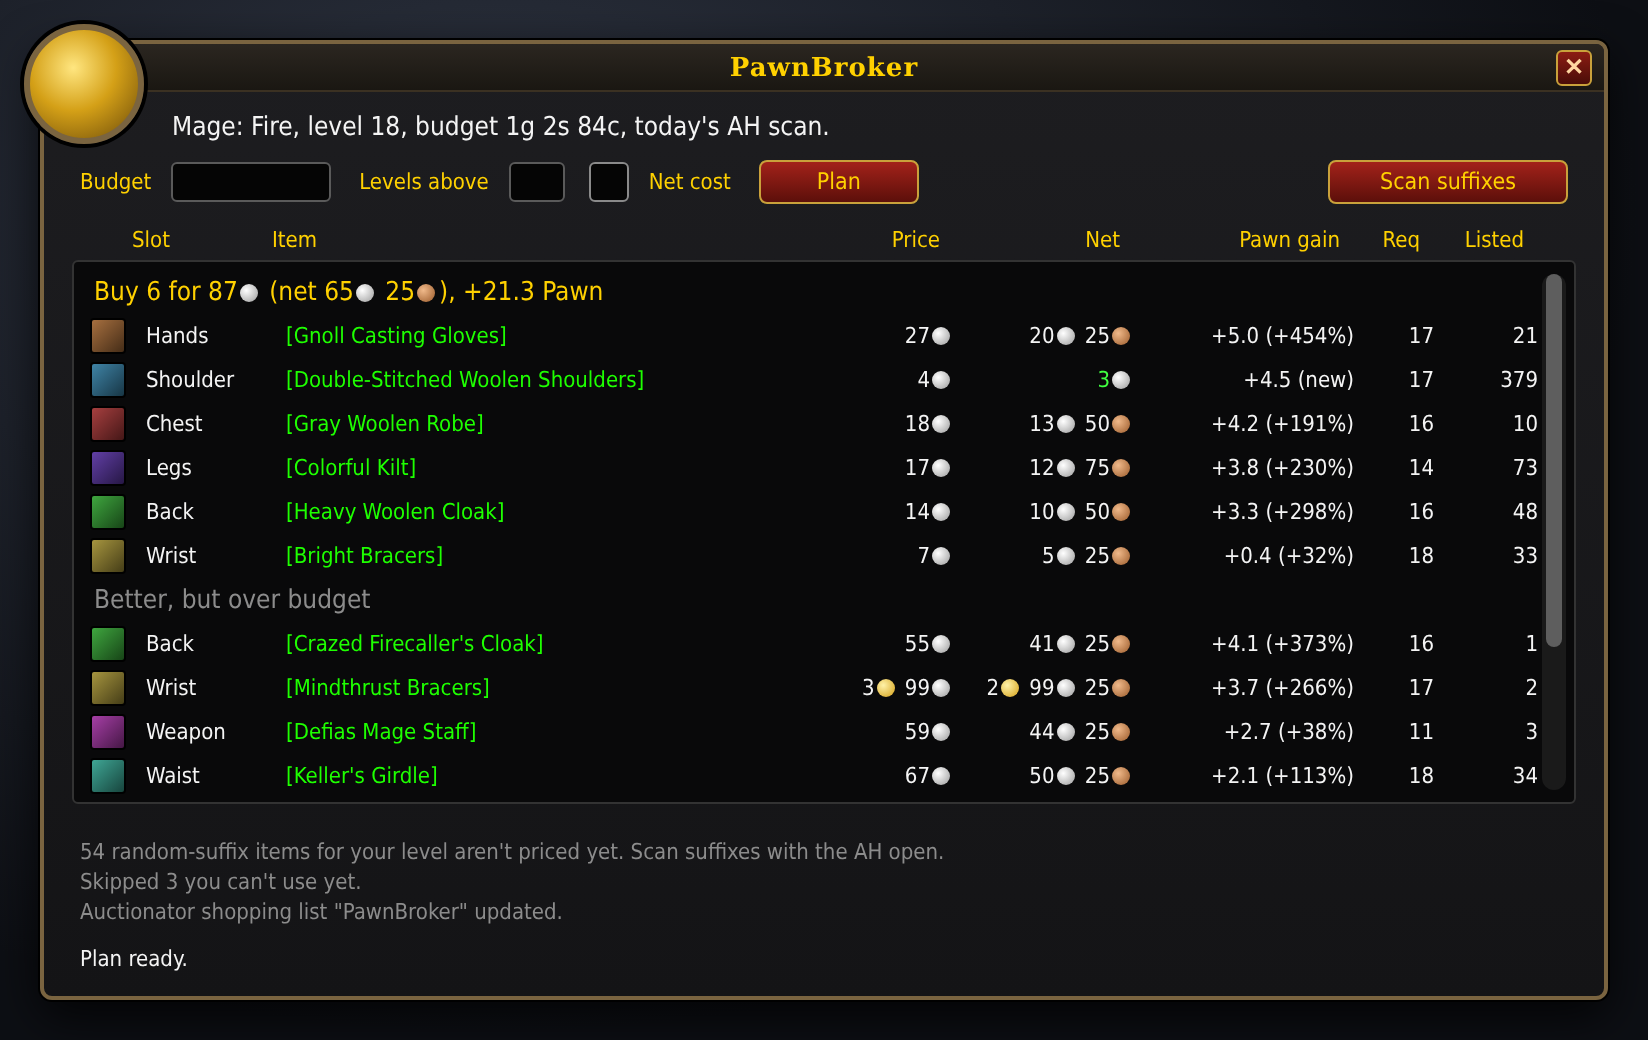 PawnBroker
Mage: Fire, level 18, budget 1g 2s 84c, today's AH scan.
Budget Levels above Net cost Plan Scan suffixes
Slot Item Price Net Pawn gain Req Listed
Buy 6 for 87 (net 65 25), +21.3 Pawn
Hands [Gnoll Casting Gloves] 27 20 25 +5.0 (+454%) 17 21
Shoulder [Double-Stitched Woolen Shoulders] 4 3 +4.5 (new) 17 379
Chest [Gray Woolen Robe] 18 13 50 +4.2 (+191%) 16 10
Legs [Colorful Kilt] 17 12 75 +3.8 (+230%) 14 73
Back [Heavy Woolen Cloak] 14 10 50 +3.3 (+298%) 16 48
Wrist [Bright Bracers] 7 5 25 +0.4 (+32%) 18 33
Better, but over budget
Back [Crazed Firecaller's Cloak] 55 41 25 +4.1 (+373%) 16 1
Wrist [Mindthrust Bracers] 3 99 2 99 25 +3.7 (+266%) 17 2
Weapon [Defias Mage Staff] 59 44 25 +2.7 (+38%) 11 3
Waist [Keller's Girdle] 67 50 25 +2.1 (+113%) 18 34
54 random-suffix items for your level aren't priced yet. Scan suffixes with the AH open.
Skipped 3 you can't use yet.
Auctionator shopping list "PawnBroker" updated.
Plan ready.